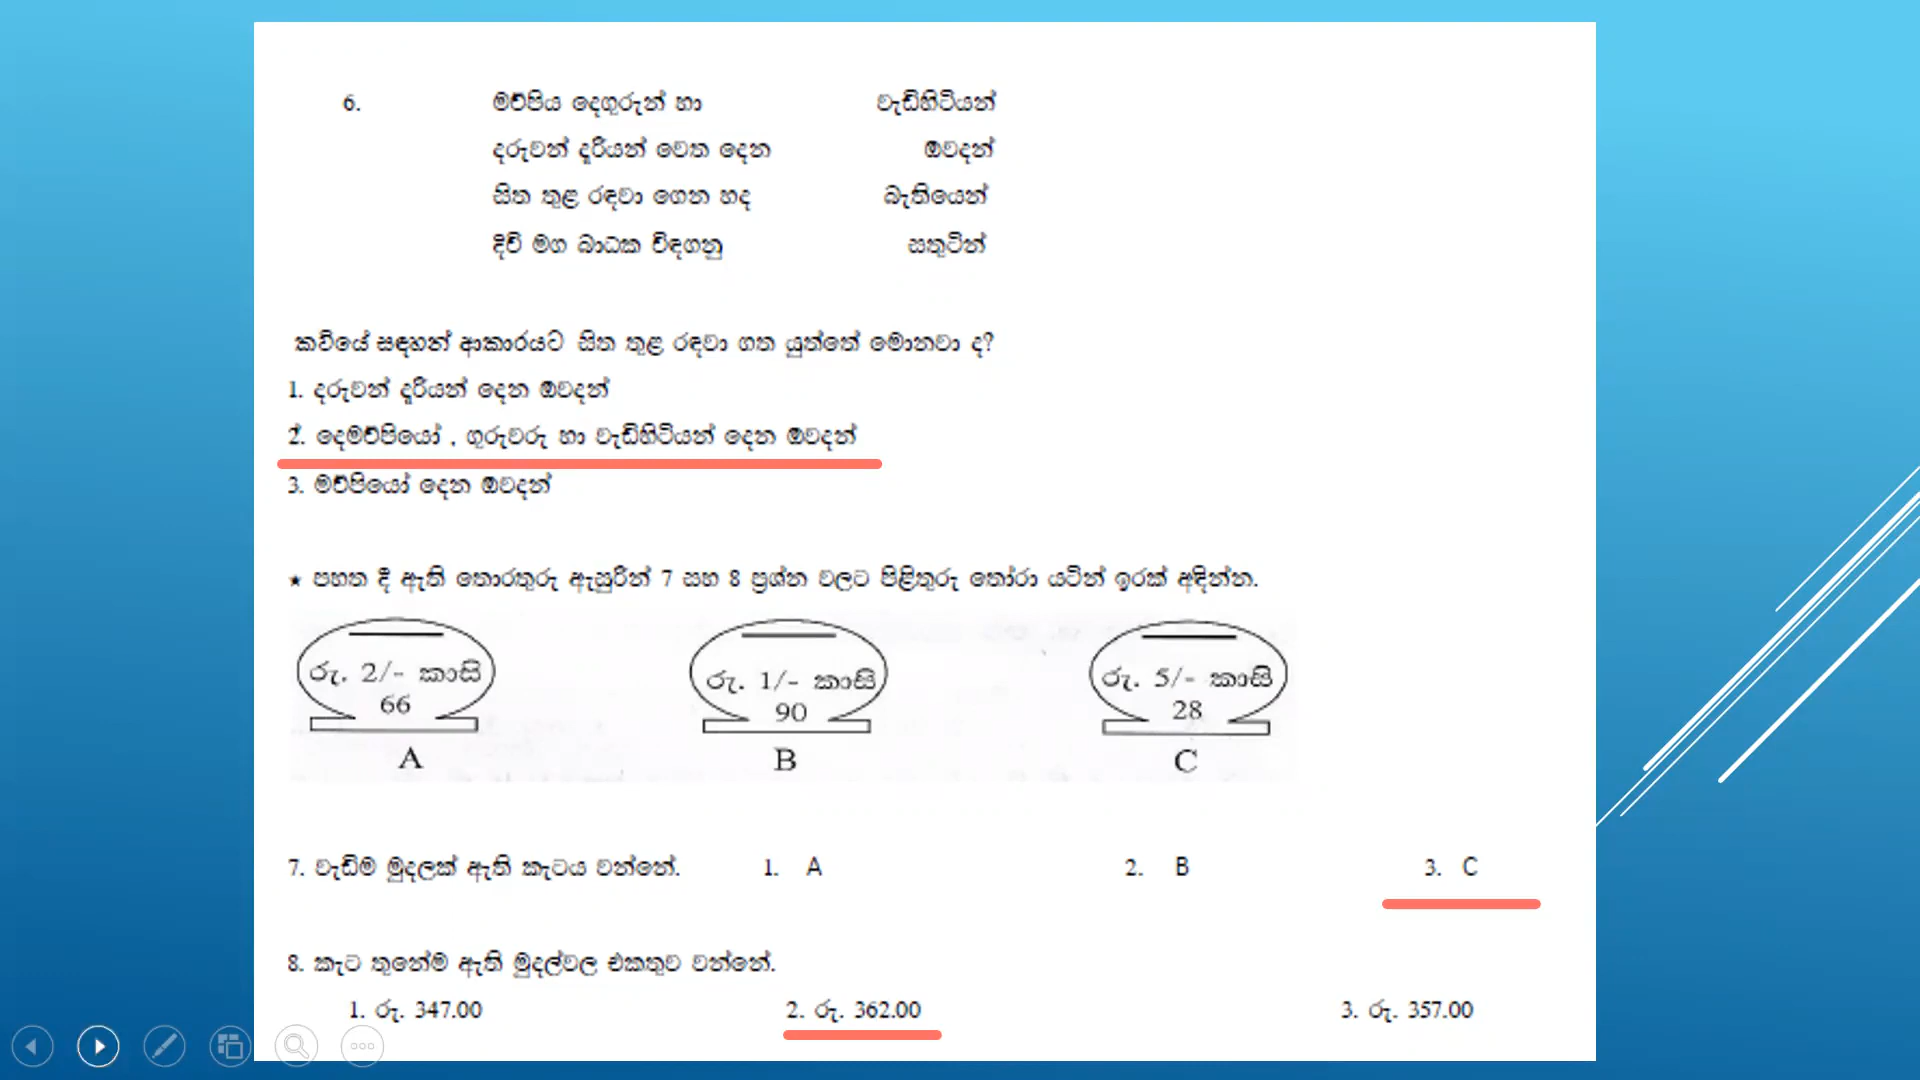 6. මව්පිය දෙගුරුන් හා වැඩිහිටියන්
දරුවන් දූරියන් වෙත දෙන ඔවදන්
සිත තුළ රඳවා ගෙන හද බැතියෙන්
දිවි මග බාධක විඳගනු සතුටින්
කවියේ සඳහන් ආකාරයට සිත තුළ රඳවා ගත යුත්තේ මොනවා ද?
1. දරුවන් දූරියන් දෙන ඔවදන්
2. දෙමව්පියෝ , ගුරුවරු හා වැඩිහිටියන් දෙන ඔවදන්
3. මව්පියෝ දෙන ඔවදන්
★ පහත දී ඇති තොරතුරු ඇසුරින් 7 සහ 8 ප්‍රශ්න වලට පිළිතුරු තෝරා යටින් ඉරක් අඳින්න.
රු. 2/- කාසි
66
A
රු. 1/- කාසි
90
B
රු. 5/- කාසි
28
C
7. වැඩිම මුදලක් ඇති කැටය වන්නේ. 1. A 2. B 3. C
8. කැට තුනේම ඇති මුදල්වල එකතුව වන්නේ.
1. රු. 347.00 2. රු. 362.00 3. රු. 357.00